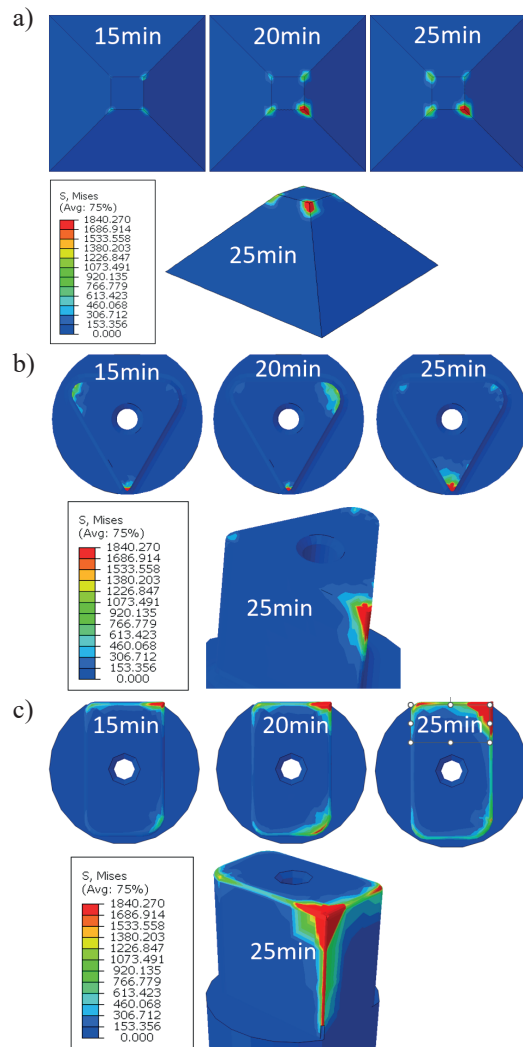 a)
15min
20min
25min
S, Mises
(Avg: 75%)
1840.270
1686.914
1533.558
1380.203
1226.847
1073.491
920.135
766.779
613.423
460.068
306.712
153.356
0.000
25min
b)
15min
20min
25min
S, Mises
(Avg: 75%)
1840.270
1686.914
1533.558
1380.203
1226.847
1073.491
920.135
766.779
613.423
460.068
306.712
153.356
0.000
25min
c)
15min
20min
25min
S, Mises
(Avg: 75%)
1840.270
1686.914
1533.558
1380.203
1226.847
1073.491
920.135
766.779
613.423
460.068
306.712
153.356
0.000
25min